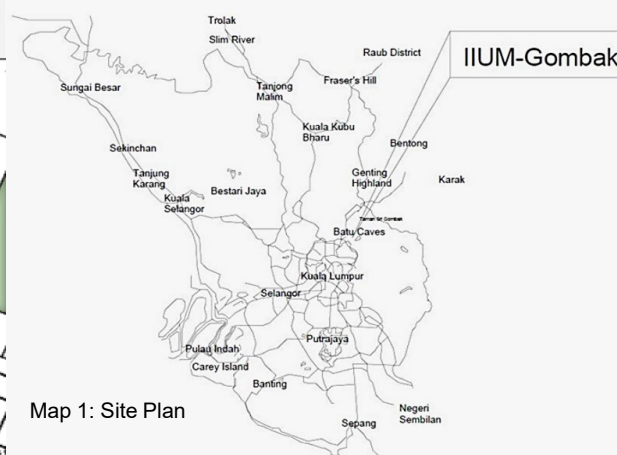 Trolak
Slim River
Raub District
IIUM-Gombak
Fraser's Hill
Sungai Besar
Tanjong
Malim
Kuala Kubu
Bharu
Bentong
Sekinchan
Tanjung
Karang
Genting
Highland
Karak
Bestari Jaya
Kuala
Selangor
Batu Caves
Kuala Lumpur
Selangor
Putrajaya
Pulau Indah
Carey Island
Banting
Map 1: Site Plan
Negeri
Sembilan
Sepang